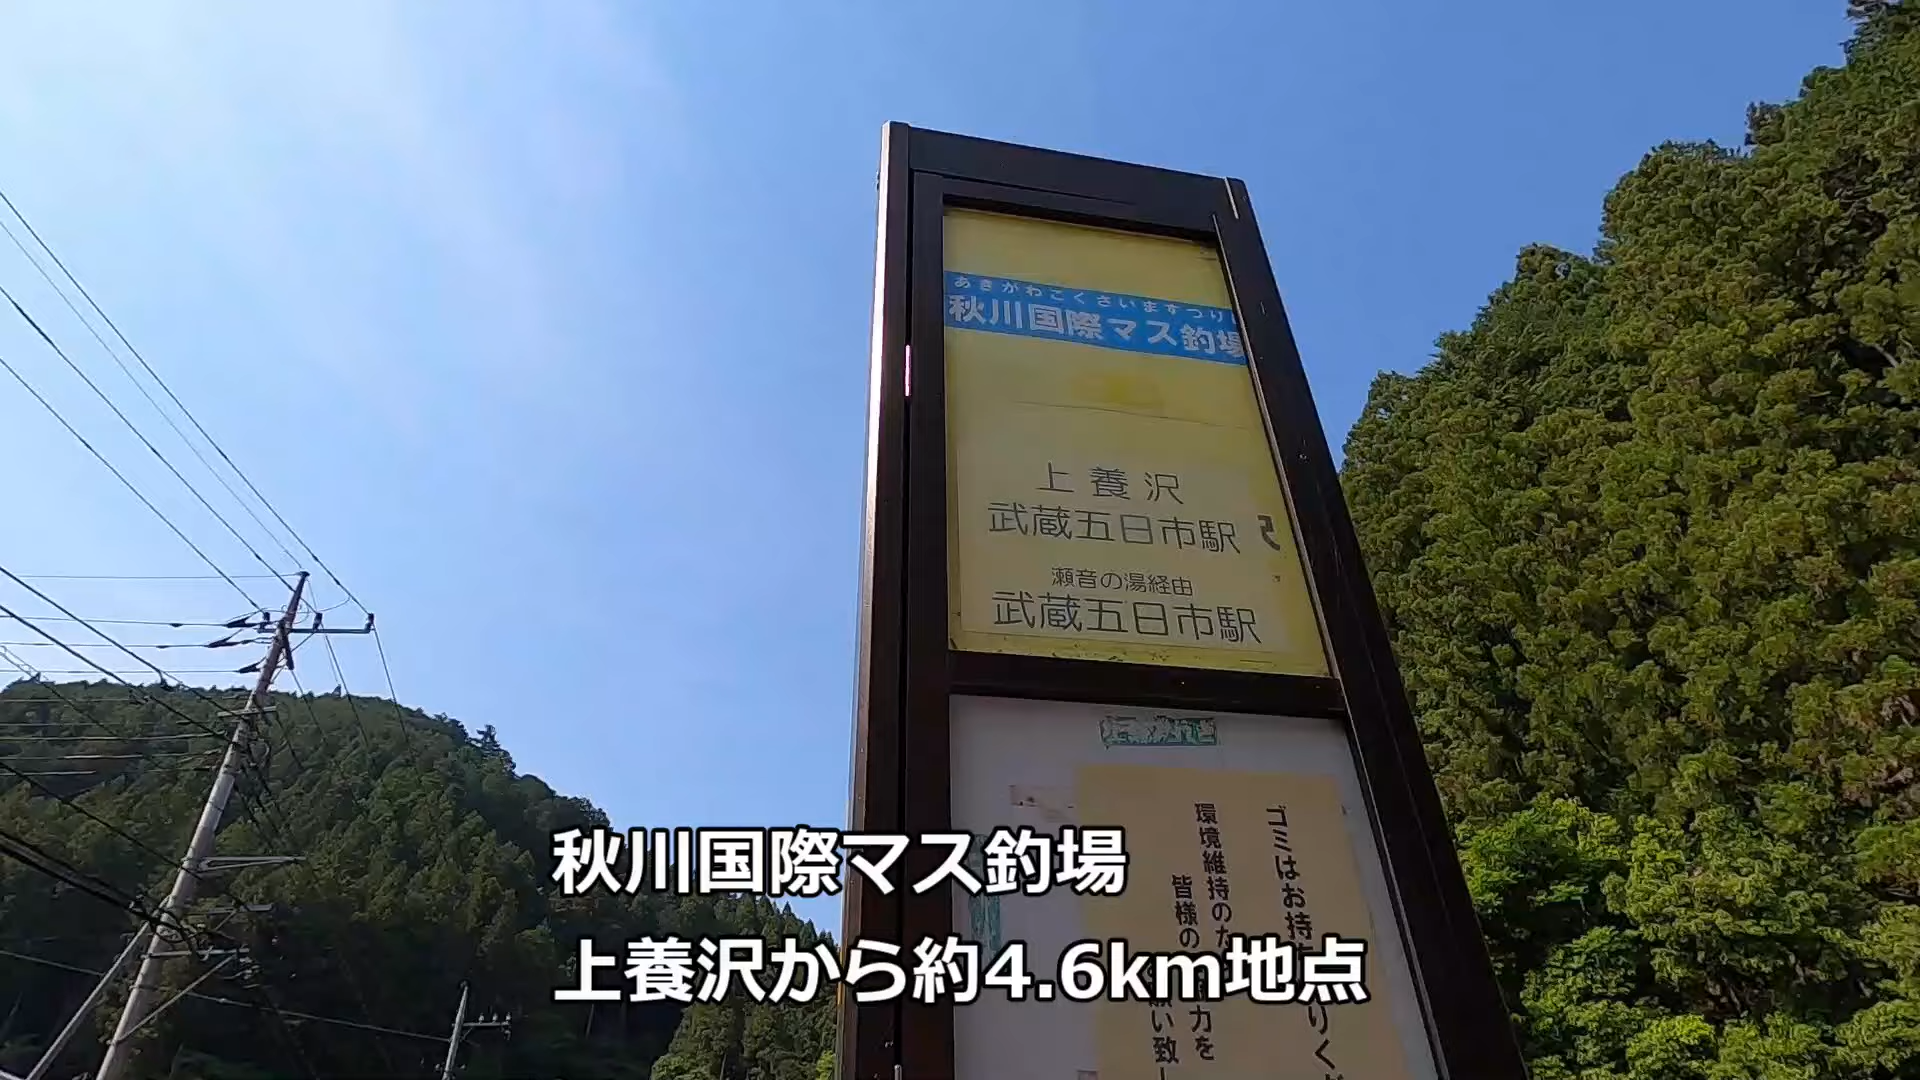 あきがわこくさいますつり
秋川国際マス釣場
上養沢
武蔵五日市駅
瀬音の湯経由
武蔵五日市駅
ゴミはお持
環境維持の
皆様の
秋川国際マス釣場
上養沢から約4.6km地点